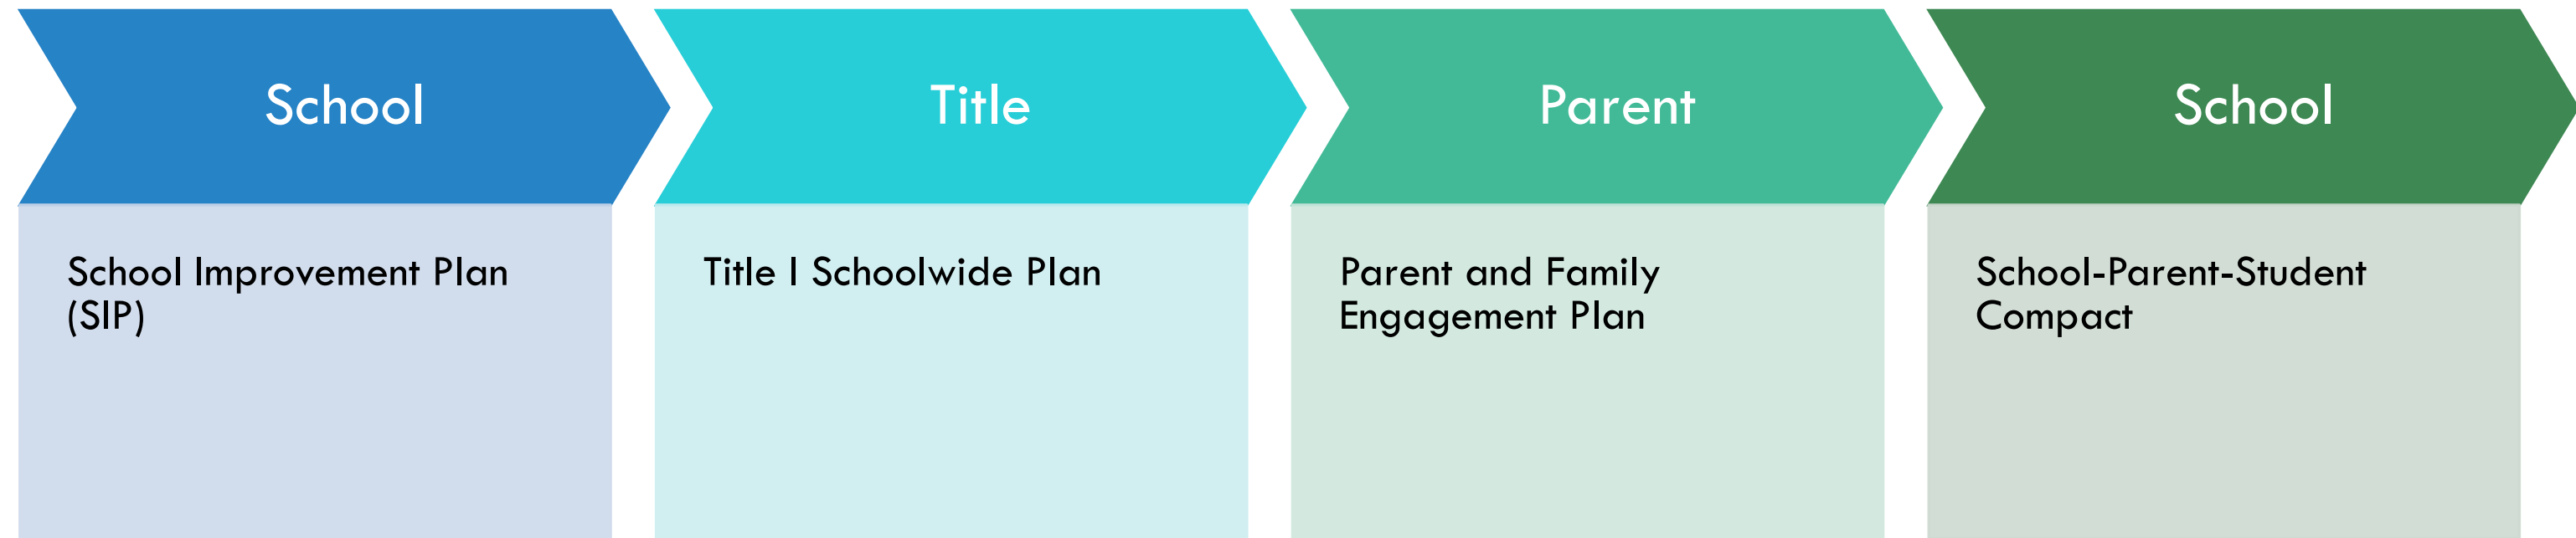 School
School Improvement Plan
(SIP)
Title
Title I Schoolwide Plan
Parent
Parent and Family
Engagement Plan
School
School-Parent-Student
Compact